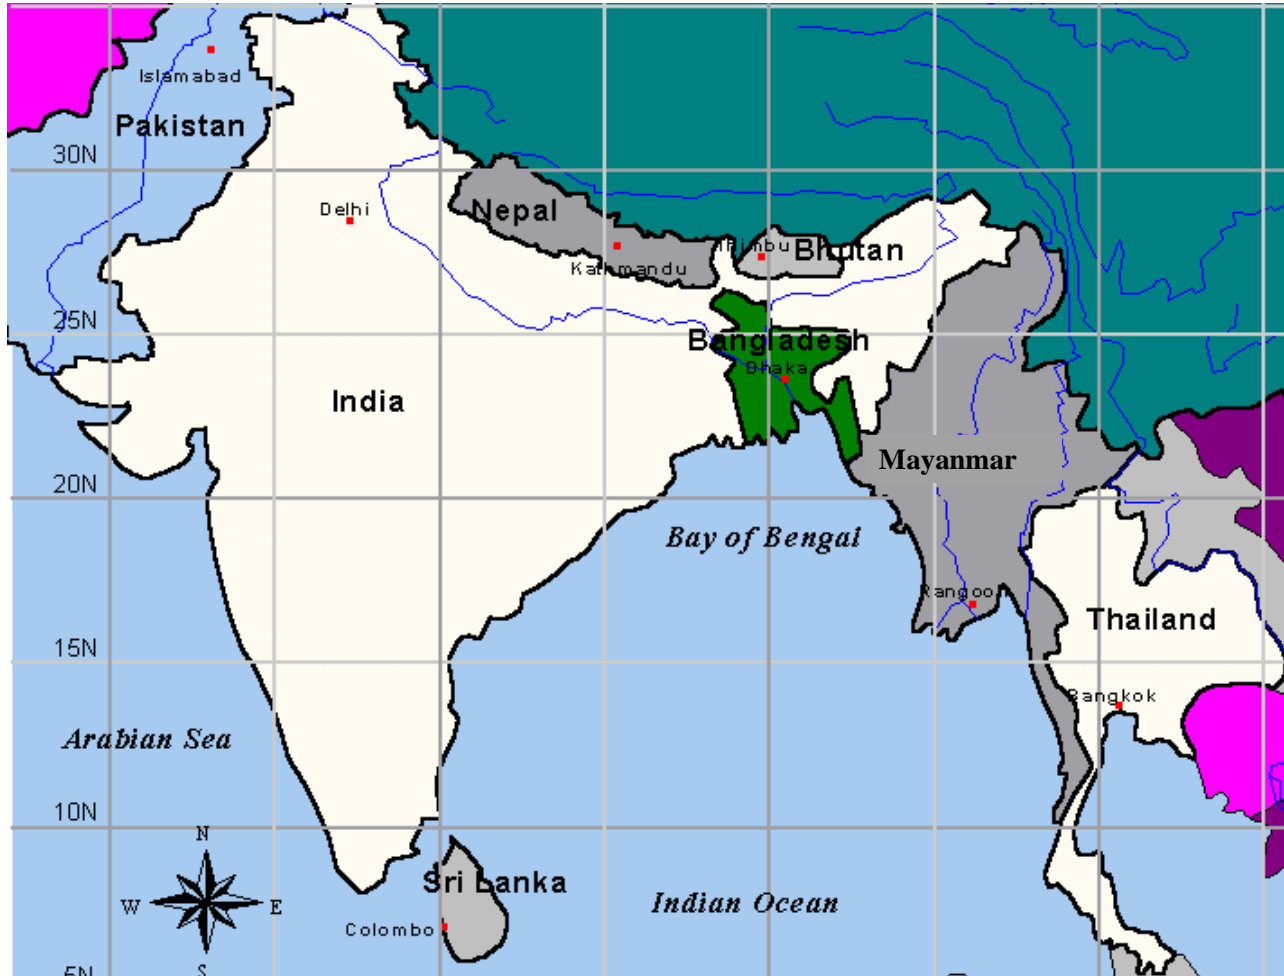 Islamabad
Pakistan
30N
Delhi
Nepal
Kathmandu
Bhutan
25N
Bangladesh
Dhaka
India
Mayanmar
20N
Bay of Bengal
Rangoo
Thailand
15N
Bangkok
Arabian Sea
10N
N
W
E
S
Sri Lanka
Colombo
Indian Ocean
5N